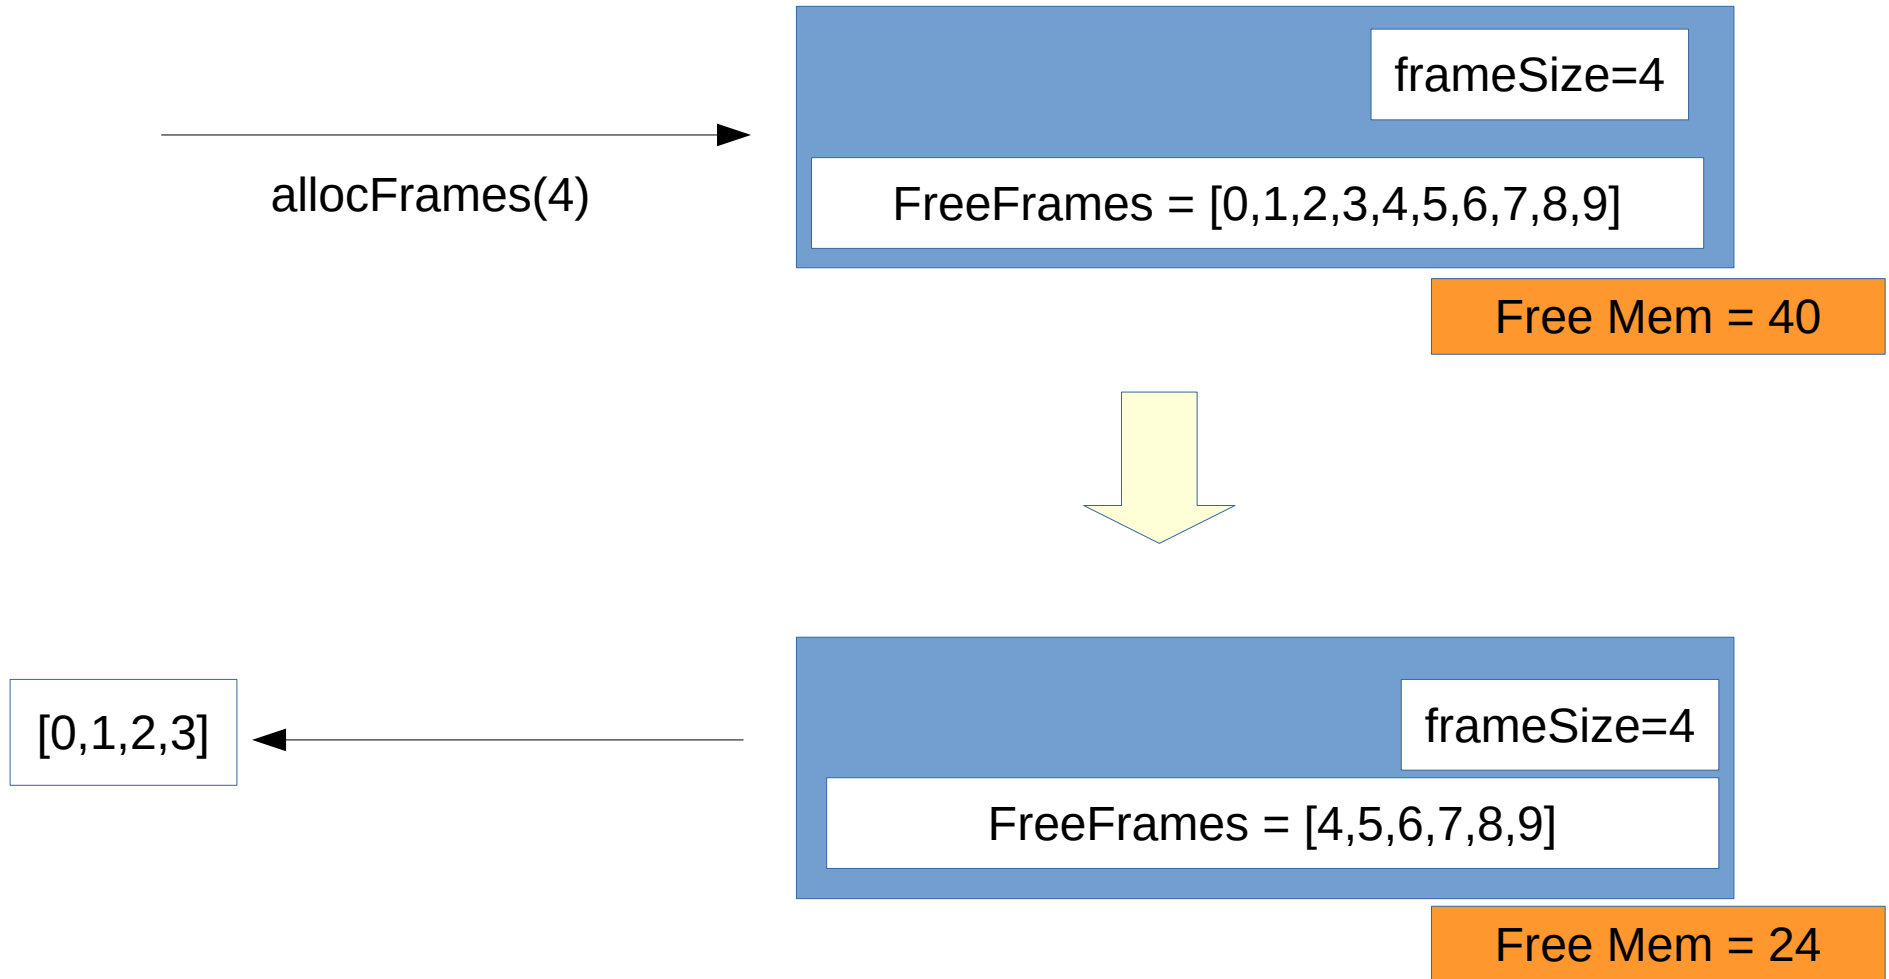 frameSize=4
allocFrames(4)
FreeFrames = [0,1,2,3,4,5,6,7,8,9]
Free Mem = 40
[0,1,2,3]
frameSize=4
FreeFrames = [4,5,6,7,8,9]
Free Mem = 24